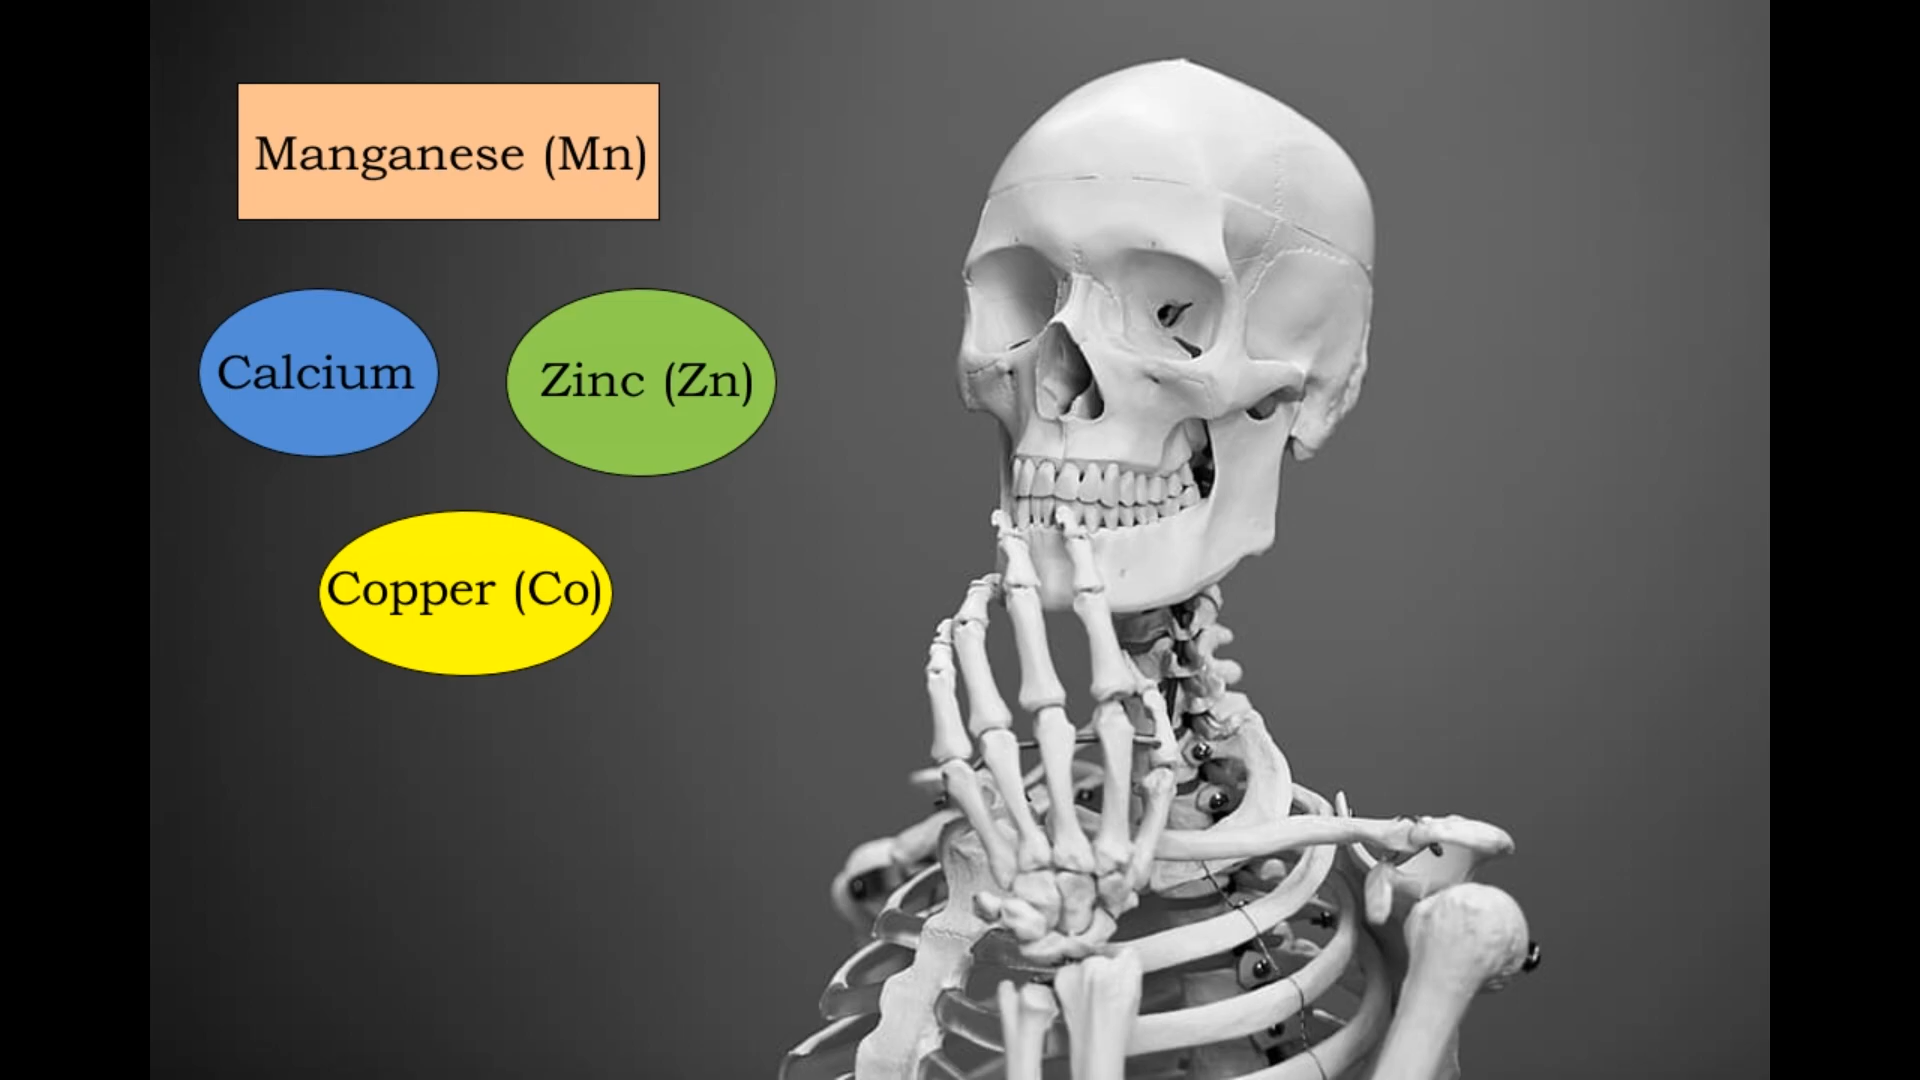 Manganese (Mn)
Calcium
Zinc (Zn)
Copper (Co)